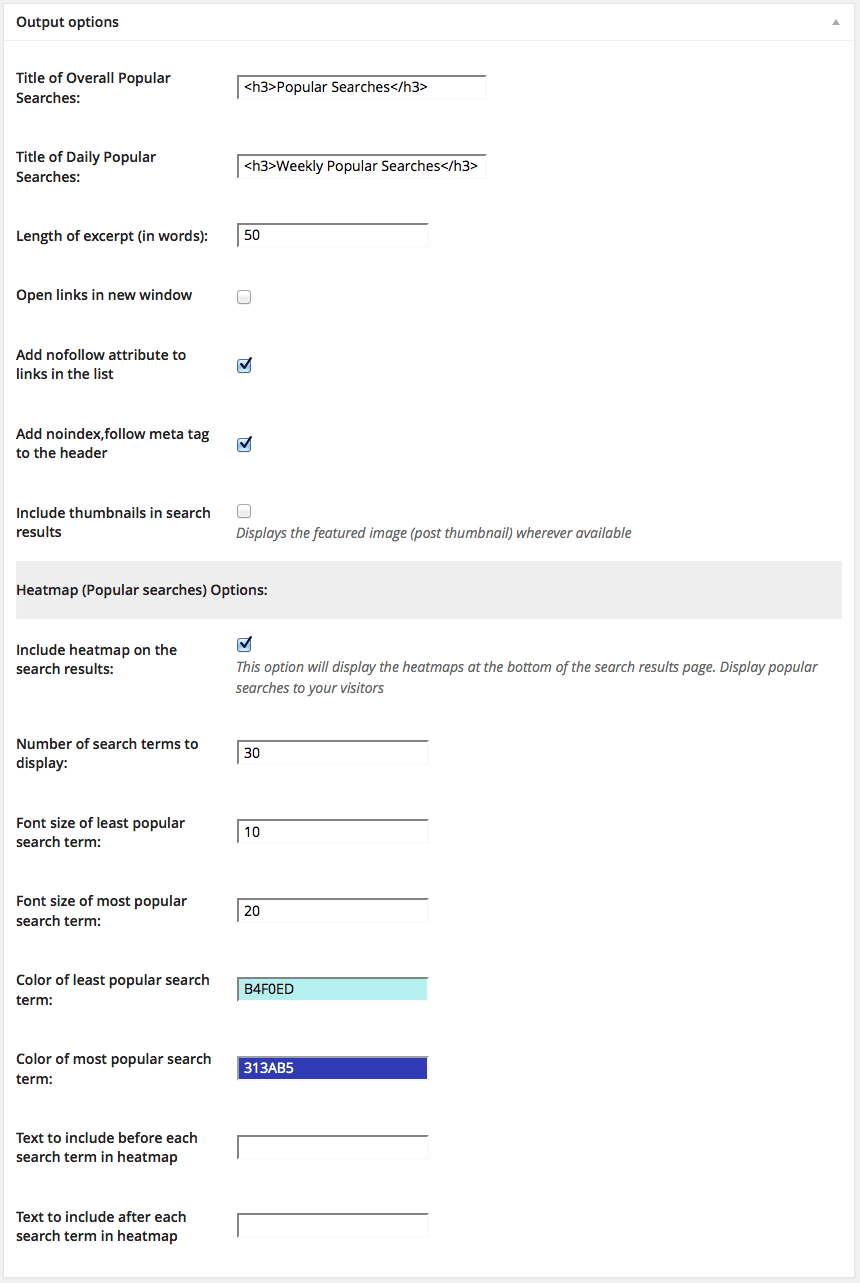 Output options
Title of Overall Popular
Searches:
<h3>Popular Searches</h3>
Title of Daily Popular
Searches:
<h3>Weekly Popular Searches</h3>
Length of excerpt (in words):
50
Open links in new window
Add nofollow attribute to
links in the list
Add noindex,follow meta tag
to the header
Include thumbnails in search
results
Displays the featured image (post thumbnail) wherever available
Heatmap (Popular searches) Options:
Include heatmap on the
search results:
This option will display the heatmaps at the bottom of the search results page. Display popular
searches to your visitors
Number of search terms to
display:
30
Font size of least popular
search term:
10
Font size of most popular
search term:
20
Color of least popular search
term:
B4F0ED
Color of most popular search
term:
313AB5
Text to include before each
search term in heatmap
Text to include after each
search term in heatmap